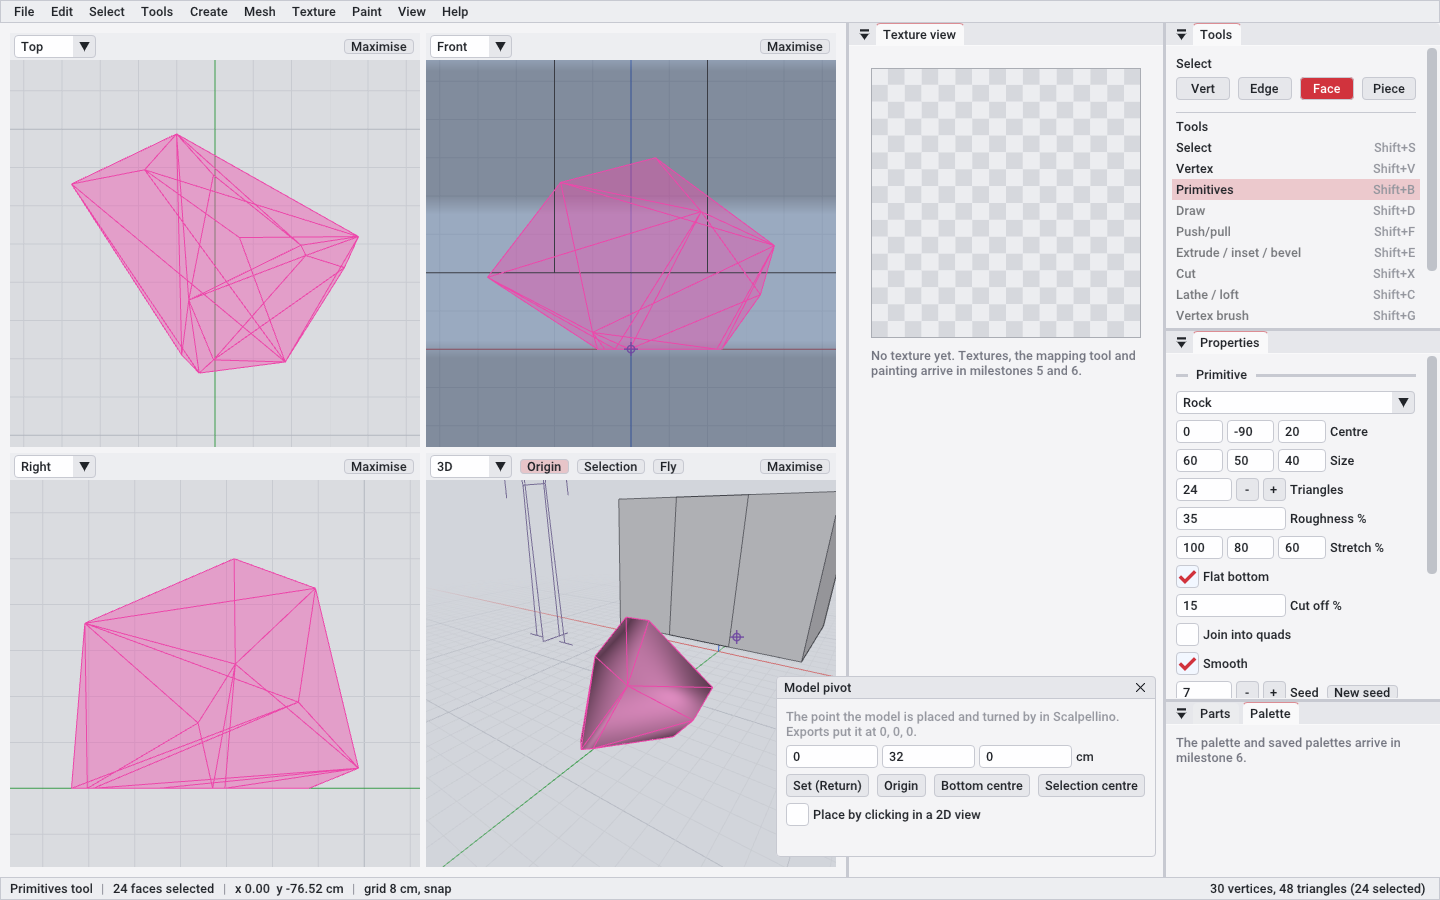 File Edit Select Tools Create Mesh Texture Paint View Help
Top Maximise
Front Maximise
Texture view
Tools
Select
Vert Edge Face Piece
Tools
Select Shift+S
Vertex Shift+V
Primitives Shift+B
Draw Shift+D
Push/pull Shift+F
Extrude / inset / bevel Shift+E
Cut Shift+X
Lathe / loft Shift+C
Vertex brush Shift+G
No texture yet. Textures, the mapping tool and
painting arrive in milestones 5 and 6.
Properties
Primitive
Rock
0 -90 20 Centre
60 50 40 Size
24 - + Triangles
35 Roughness %
100 80 60 Stretch %
Flat bottom
15 Cut off %
Join into quads
Smooth
7 - + Seed New seed
Right Maximise
3D Origin Selection Fly Maximise
Model pivot
The point the model is placed and turned by in Scalpellino.
Exports put it at 0, 0, 0.
0 32 0 cm
Set (Return) Origin Bottom centre Selection centre
Place by clicking in a 2D view
Parts Palette
The palette and saved palettes arrive in
milestone 6.
Primitives tool | 24 faces selected | x 0.00 y -76.52 cm | grid 8 cm, snap
30 vertices, 48 triangles (24 selected)